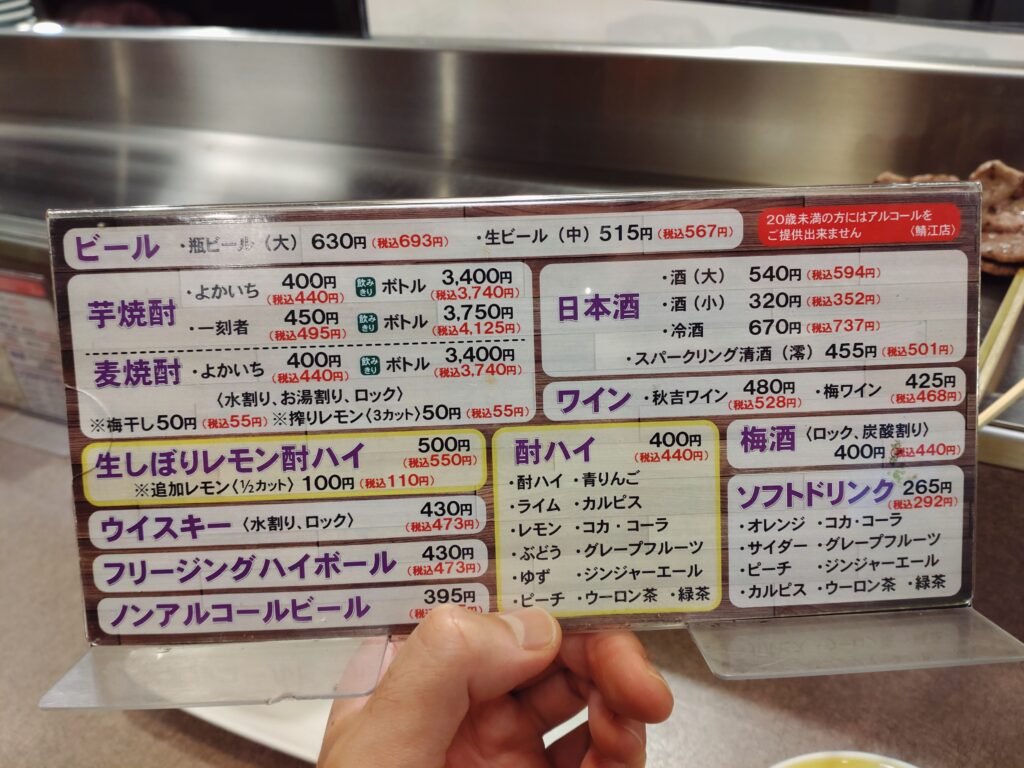 ビール ・瓶ビール（大） 630円（税込693円） ・生ビール（中） 515円（税込567円）
20歳未満の方にはアルコールを
ご提供出来ません 〈鯖江店〉
芋焼酎
・よかいち 400円（税込440円） 飲みきり ボトル 3,400円（税込3,740円）
・一刻者 450円（税込495円） 飲みきり ボトル 3,750円（税込4,125円）
麦焼酎 ・よかいち 400円（税込440円） 飲みきり ボトル 3,400円（税込3,740円）
〈水割り、お湯割り、ロック〉
※梅干し50円（税込55円） ※搾りレモン〈3カット〉50円（税込55円）
日本酒
・酒（大） 540円（税込594円）
・酒（小） 320円（税込352円）
・冷酒 670円（税込737円）
・スパークリング清酒（澪） 455円（税込501円）
ワイン ・秋吉ワイン 480円（税込528円） ・梅ワイン 425円（税込468円）
生しぼりレモン酎ハイ 500円（税込550円）
※追加レモン〈1/2カット〉 100円（税込110円）
ウイスキー 〈水割り、ロック〉 430円（税込473円）
フリージングハイボール 430円（税込473円）
ノンアルコールビール 395円
酎ハイ 400円（税込440円）
・酎ハイ ・青りんご
・ライム ・カルピス
・レモン ・コカ・コーラ
・ぶどう ・グレープフルーツ
・ゆず ・ジンジャーエール
・ピーチ ・ウーロン茶 ・緑茶
梅酒 〈ロック、炭酸割り〉
400円（税込440円）
ソフトドリンク 265円（税込292円）
・オレンジ ・コカ・コーラ
・サイダー ・グレープフルーツ
・ピーチ ・ジンジャーエール
・カルピス ・ウーロン茶 ・緑茶